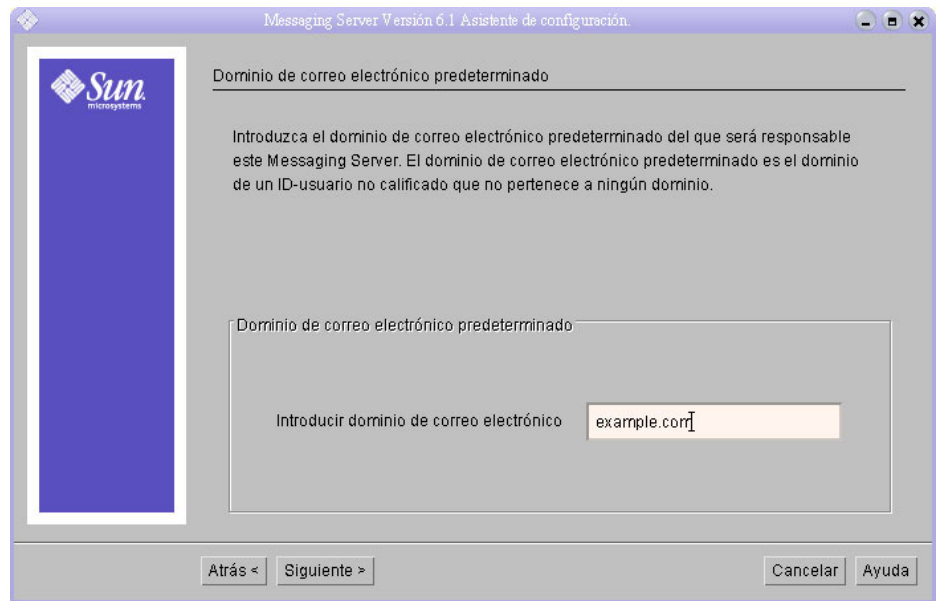 Messaging Server Versión 6.1 Asistente de configuración.
Sun
microsystems
Dominio de correo electrónico predeterminado
Introduzca el dominio de correo electrónico predeterminado del que será responsable
este Messaging Server. El dominio de correo electrónico predeterminado es el dominio
de un ID-usuario no calificado que no pertenece a ningún dominio.
Dominio de correo electrónico predeterminado
Introducir dominio de correo electrónico
example.com
Atrás <
Siguiente >
Cancelar
Ayuda